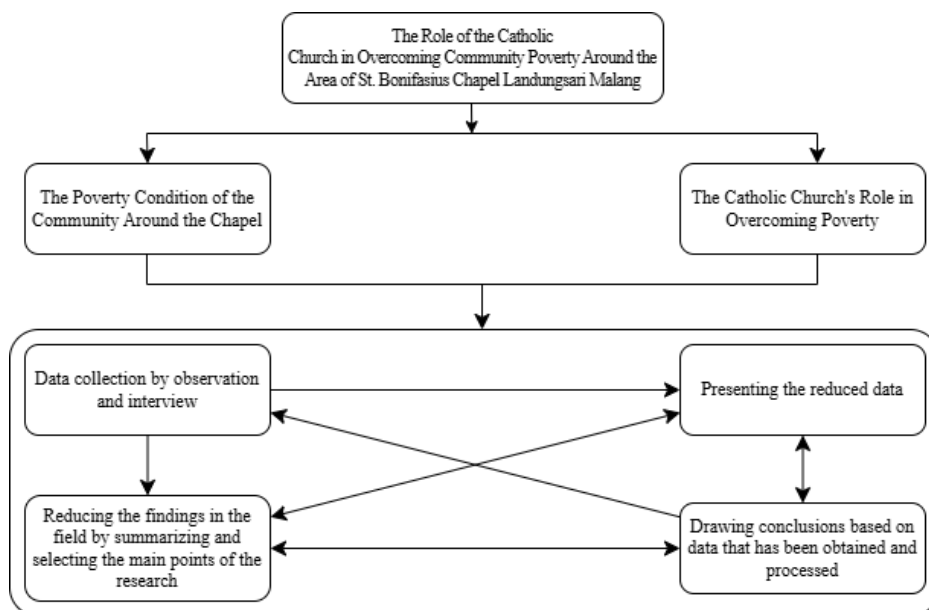 The Role of the Catholic
Church in Overcoming Community Poverty Around the
Area of St. Bonifasius Chapel Landungsari Malang
The Poverty Condition of the
Community Around the Chapel
The Catholic Church's Role in
Overcoming Poverty
Data collection by observation
and interview
Presenting the reduced data
Reducing the findings in the
field by summarizing and
selecting the main points of the
research
Drawing conclusions based on
data that has been obtained and
processed